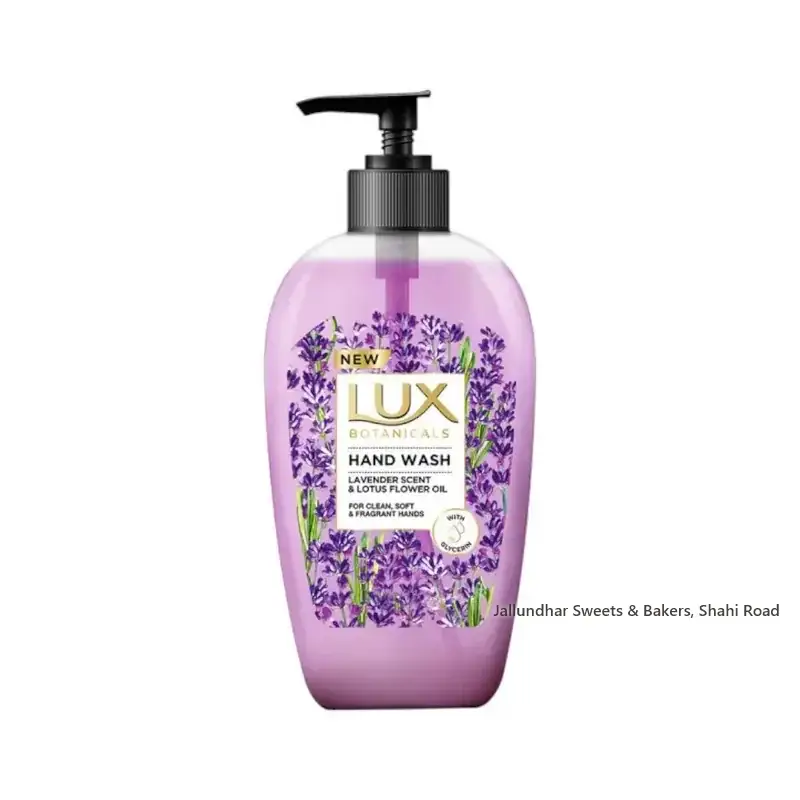 NEW
LUX
BOTANICALS
HAND WASH
LAVENDER SCENT
& LOTUS FLOWER OIL
FOR CLEAN, SOFT
& FRAGRANT HANDS
WITH
GLYCERIN
Jallundhar Sweets & Bakers, Shahi Road